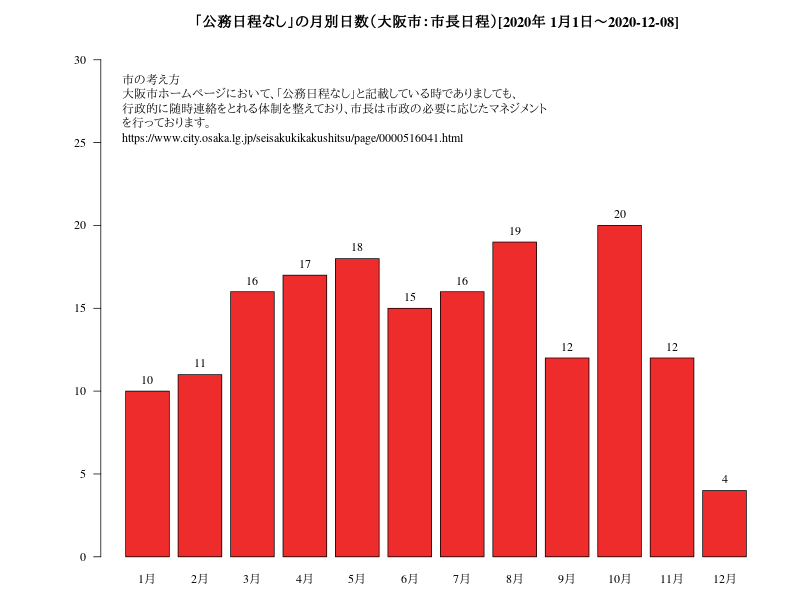 「公務日程なし」の月別日数（大阪市：市長日程）[2020年 1月1日〜2020-12-08]
30
市の考え方
大阪市ホームページにおいて、「公務日程なし」と記載している時でありましても、
行政的に随時連絡をとれる体制を整えており、市長は市政の必要に応じたマネジメント
を行っております。
https://www.city.osaka.lg.jp/seisakukikakushitsu/page/0000516041.html
25
20
15
10
5
0
10
11
16
17
18
15
16
19
12
20
12
4
1月 2月 3月 4月 5月 6月 7月 8月 9月 10月 11月 12月